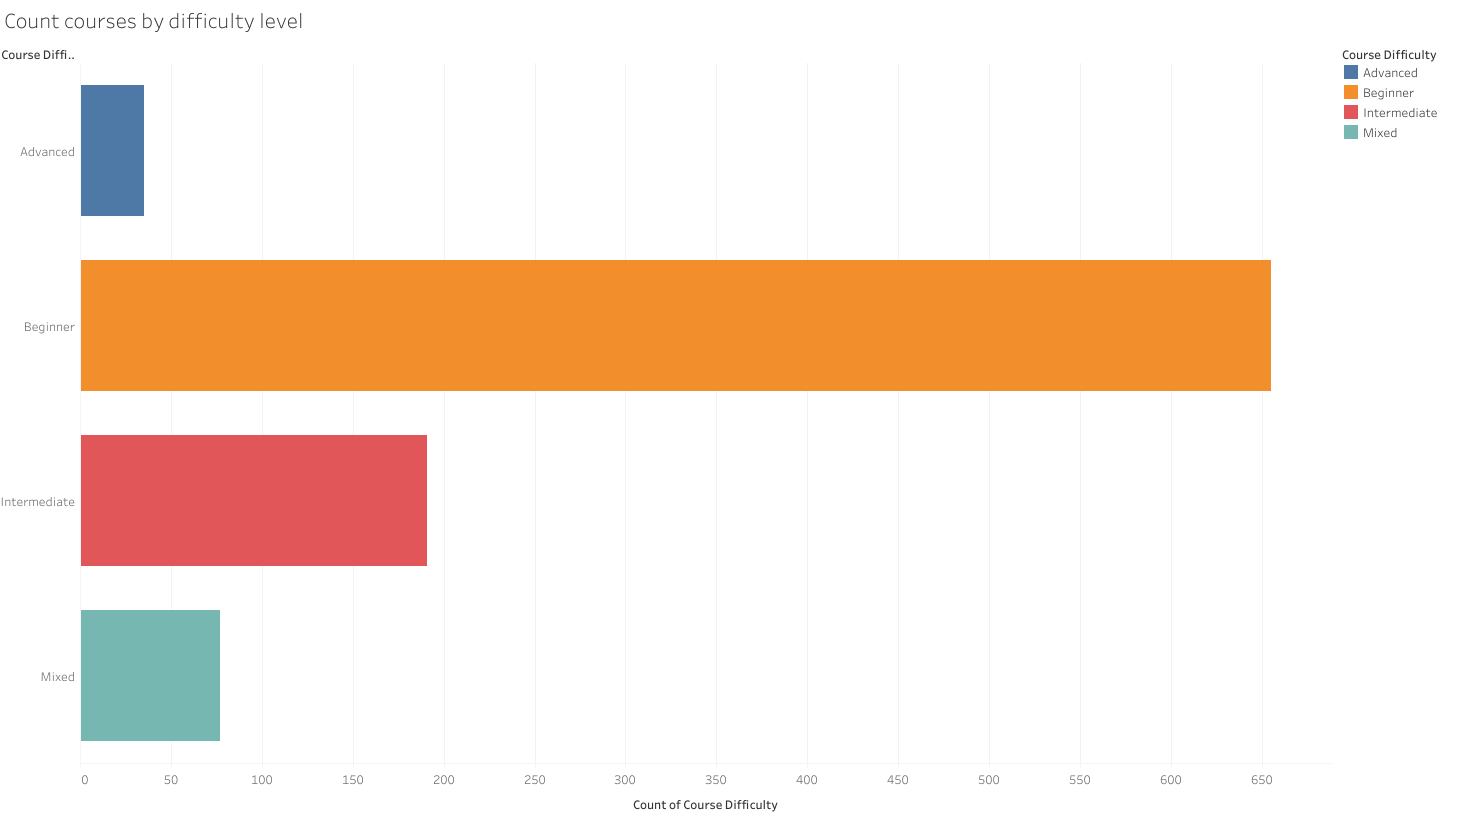 Count courses by difficulty level
Course Diffi..
Advanced
Beginner
Intermediate
Mixed
0 50 100 150 200 250 300 350 400 450 500 550 600 650
Count of Course Difficulty
Course Difficulty
Advanced
Beginner
Intermediate
Mixed